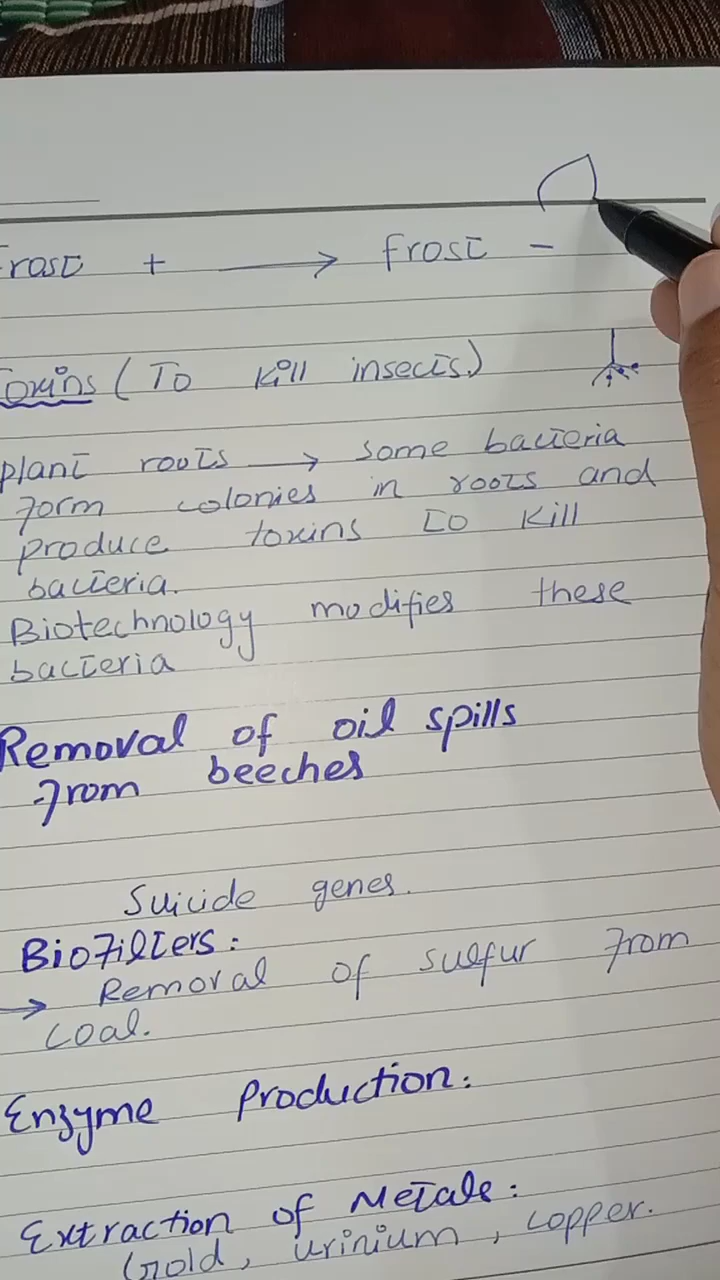 Frost + → frost -
Toxins (To kill insects.)
plant roots → some bacteria
form colonies in roots and
produce toxins to kill
bacteria.
Biotechnology modifies these
bacteria
Removal of oil spills
from beeches
Suicide genes.
BioFilters:
→ Removal of sulfur from
coal.
Enzyme Production:
Extraction of Metals:
Gold, urinium, copper.